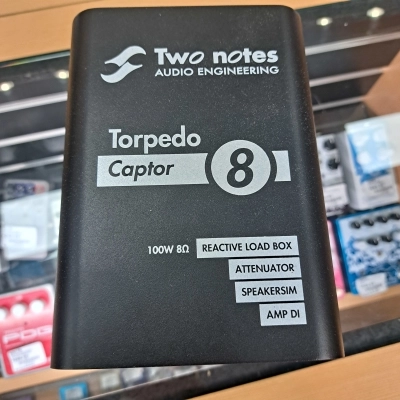 Two notes
AUDIO ENGINEERING
Torpedo
Captor 8
100W 8Ω REACTIVE LOAD BOX
ATTENUATOR
SPEAKERSIM
AMP DI